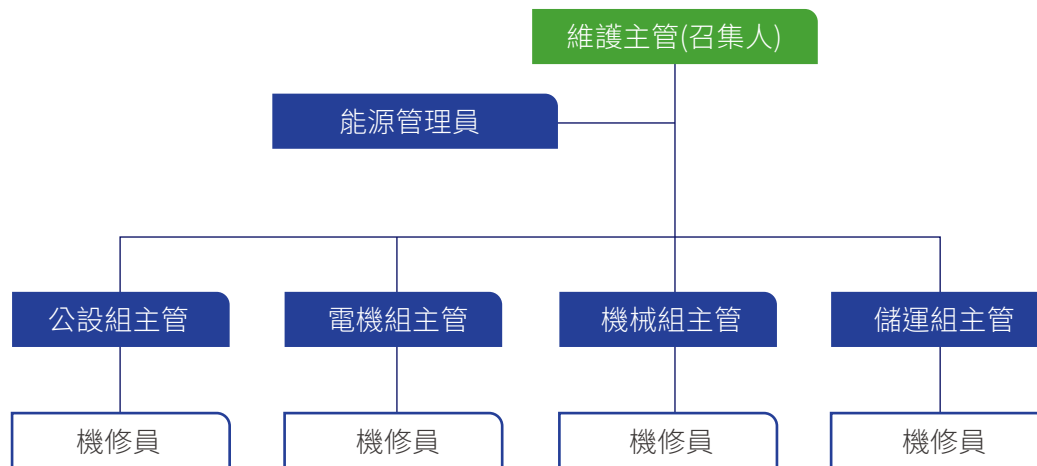 維護主管(召集人)
能源管理員
公設組主管
電機組主管
機械組主管
儲運組主管
機修員
機修員
機修員
機修員